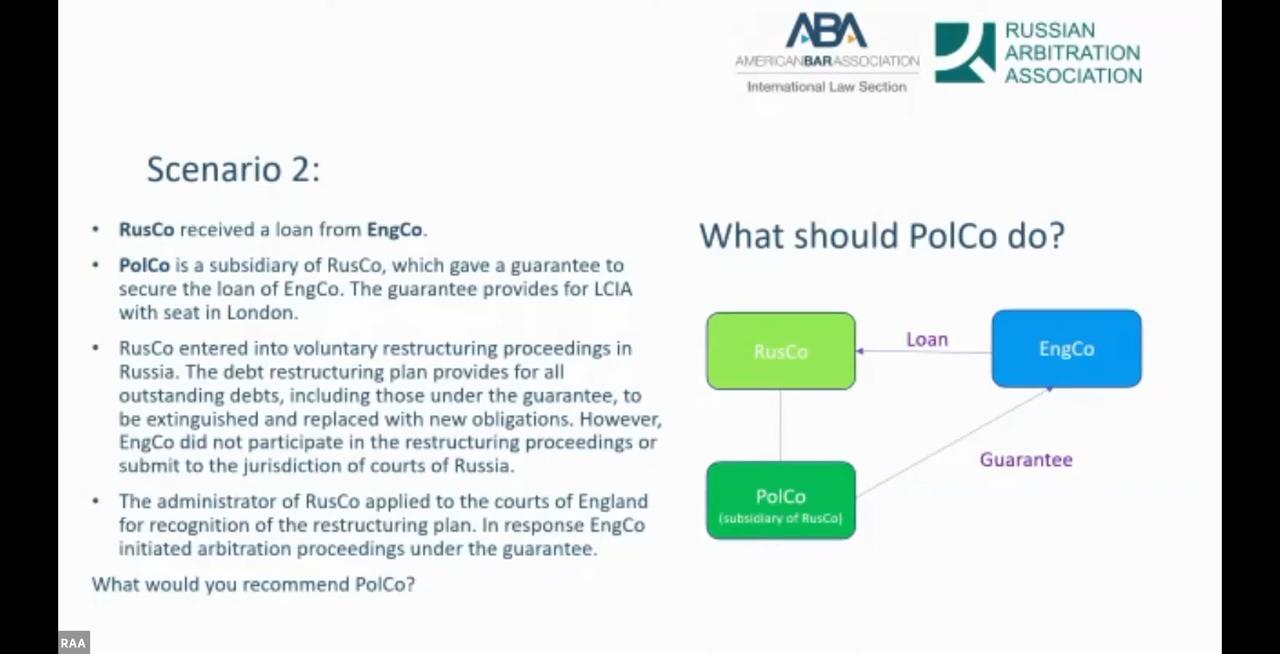 ABA
AMERICANBARASSOCIATION
International Law Section
RUSSIAN
ARBITRATION
ASSOCIATION
Scenario 2:
• RusCo received a loan from EngCo.
• PolCo is a subsidiary of RusCo, which gave a guarantee to
secure the loan of EngCo. The guarantee provides for LCIA
with seat in London.
• RusCo entered into voluntary restructuring proceedings in
Russia. The debt restructuring plan provides for all
outstanding debts, including those under the guarantee, to
be extinguished and replaced with new obligations. However,
EngCo did not participate in the restructuring proceedings or
submit to the jurisdiction of courts of Russia.
• The administrator of RusCo applied to the courts of England
for recognition of the restructuring plan. In response EngCo
initiated arbitration proceedings under the guarantee.
What would you recommend PolCo?
What should PolCo do?
RusCo
Loan
EngCo
Guarantee
PolCo
(subsidiary of RusCo)
RAA